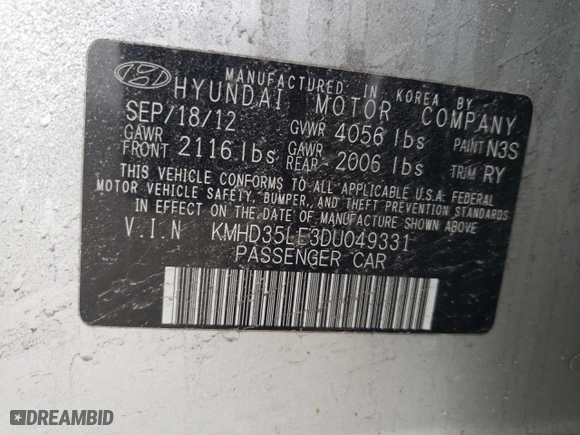 MANUFACTURED IN KOREA BY
HYUNDAI MOTOR COMPANY
SEP/18/12 GVWR 4056 lbs PAINT N3S
GAWR FRONT 2116 lbs GAWR REAR 2006 lbs TRIM RY
THIS VEHICLE CONFORMS TO ALL APPLICABLE U.S.A. FEDERAL
MOTOR VEHICLE SAFETY, BUMPER, AND THEFT PREVENTION STANDARDS
IN EFFECT ON THE DATE OF MANUFACTURE SHOWN ABOVE.
V I N KMHD35LE3DU049331
PASSENGER CAR
DREAMBID